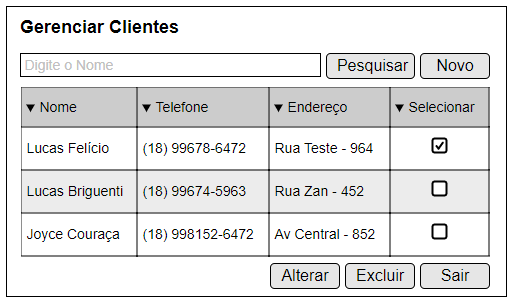 Gerenciar Clientes
Digite o Nome Pesquisar Novo
▼ Nome ▼ Telefone ▼ Endereço ▼ Selecionar
Lucas Felício (18) 99678-6472 Rua Teste - 964
Lucas Briguenti (18) 99674-5963 Rua Zan - 452
Joyce Couraça (18) 998152-6472 Av Central - 852
Alterar Excluir Sair